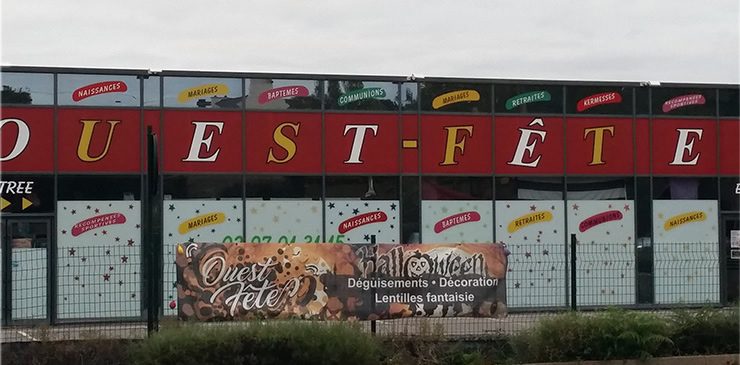 NAISSANCES MARIAGES BAPTEMES COMMUNIONS MARIAGES RETRAITES KERMESSES RECOMPENSES SPORTIVES
OUEST-FÊTE
RECOMPENSES SPORTIVES MARIAGES NAISSANCES BAPTEMES RETRAITES COMMUNIONS NAISSANCES
Ouest Fête
Halloween
Déguisements • Décoration
Lentilles fantaisie